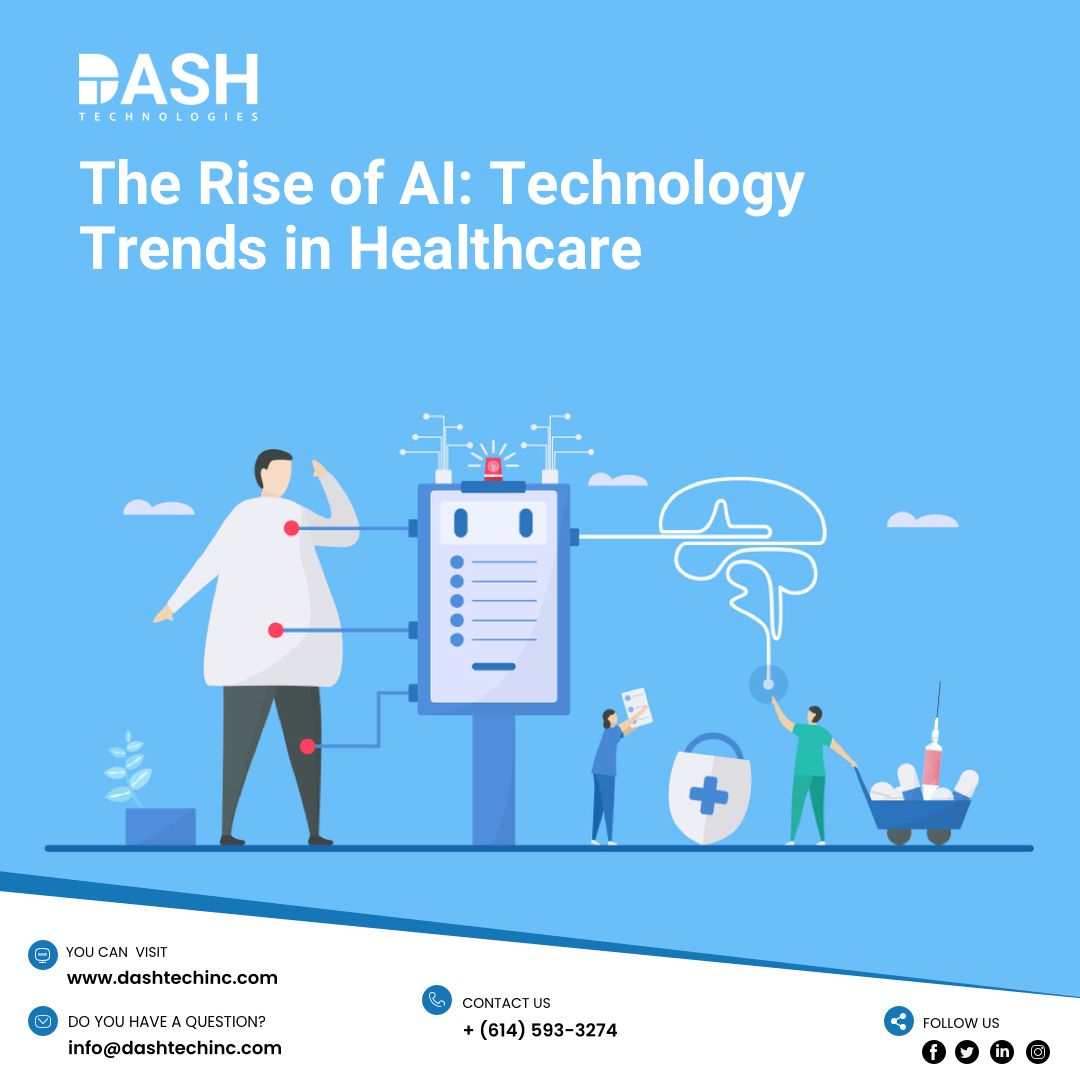 DASH
TECHNOLOGIES
The Rise of AI: Technology
Trends in Healthcare
YOU CAN VISIT
www.dashtechinc.com
DO YOU HAVE A QUESTION?
info@dashtechinc.com
CONTACT US
+ (614) 593-3274
FOLLOW US